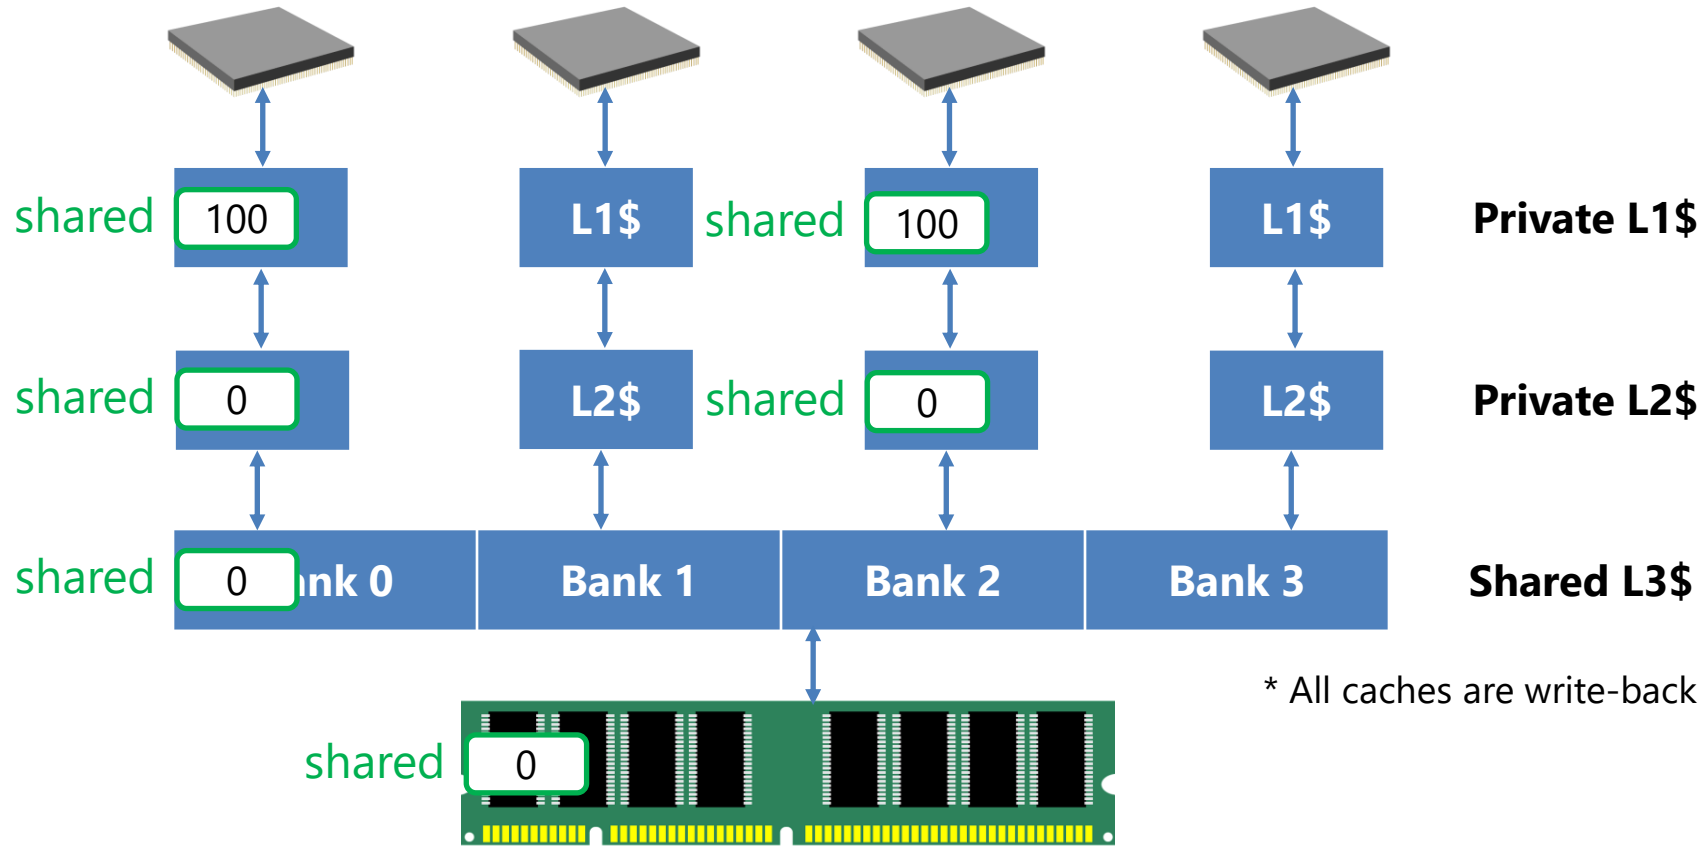 shared 100 L1$ shared 100 L1$ Private L1$
shared 0 L2$ shared 0 L2$ Private L2$
shared 0 ank 0 Bank 1 Bank 2 Bank 3 Shared L3$
* All caches are write-back
shared 0